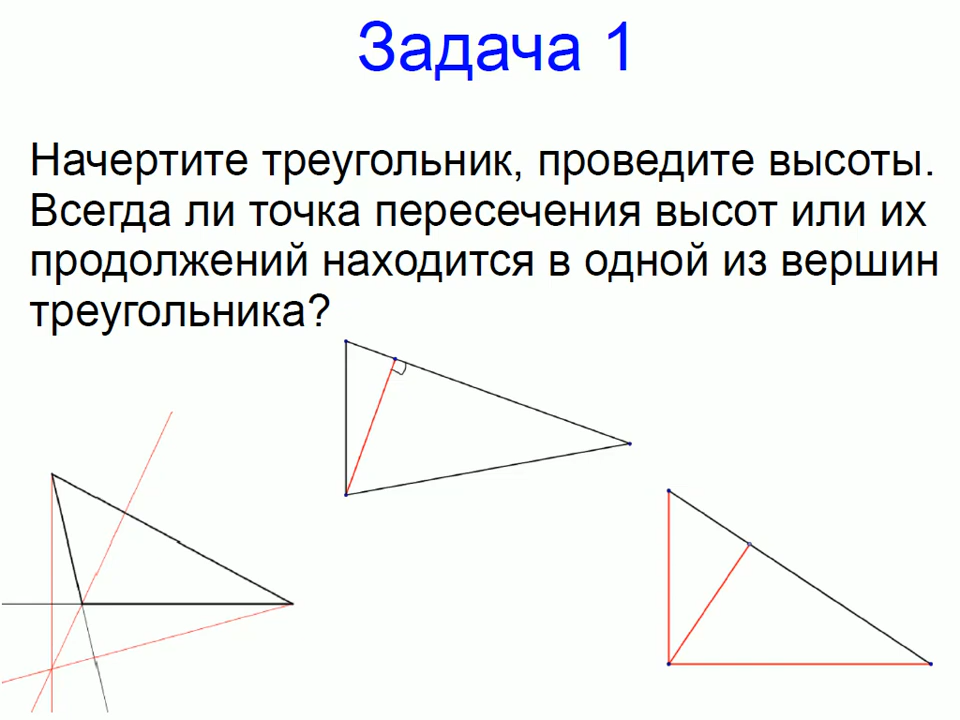 Задача 1
Начертите треугольник, проведите высоты.
Всегда ли точка пересечения высот или их
продолжений находится в одной из вершин
треугольника?